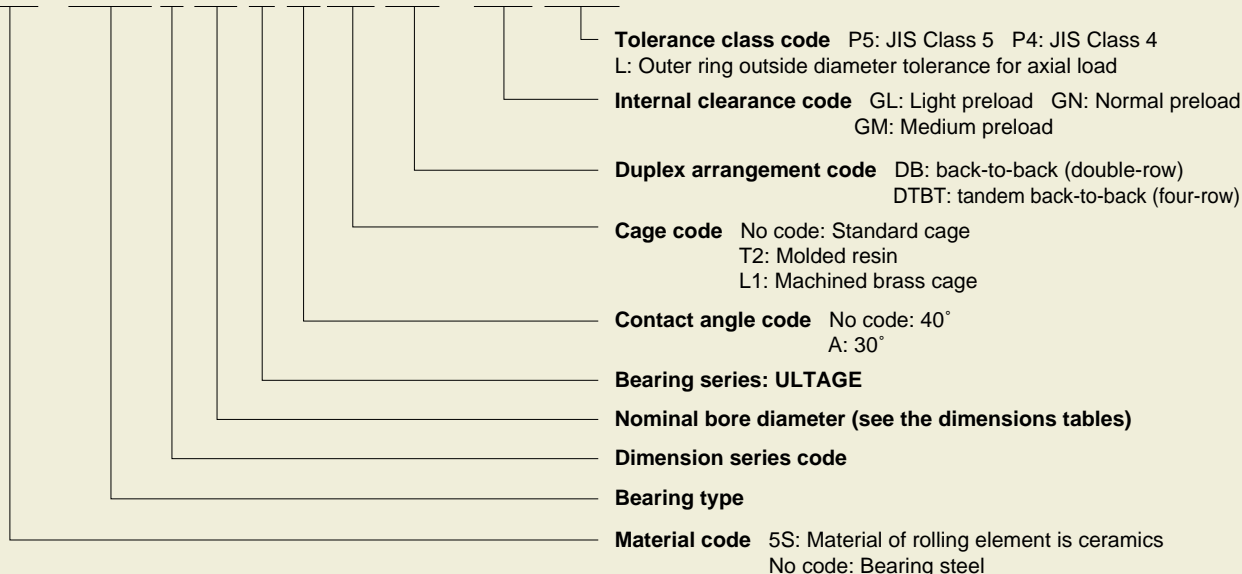 Tolerance class code P5: JIS Class 5 P4: JIS Class 4
L: Outer ring outside diameter tolerance for axial load
Internal clearance code GL: Light preload GN: Normal preload
GM: Medium preload
Duplex arrangement code DB: back-to-back (double-row)
DTBT: tandem back-to-back (four-row)
Cage code No code: Standard cage
T2: Molded resin
L1: Machined brass cage
Contact angle code No code: 40˚
A: 30˚
Bearing series: ULTAGE
Nominal bore diameter (see the dimensions tables)
Dimension series code
Bearing type
Material code 5S: Material of rolling element is ceramics
No code: Bearing steel